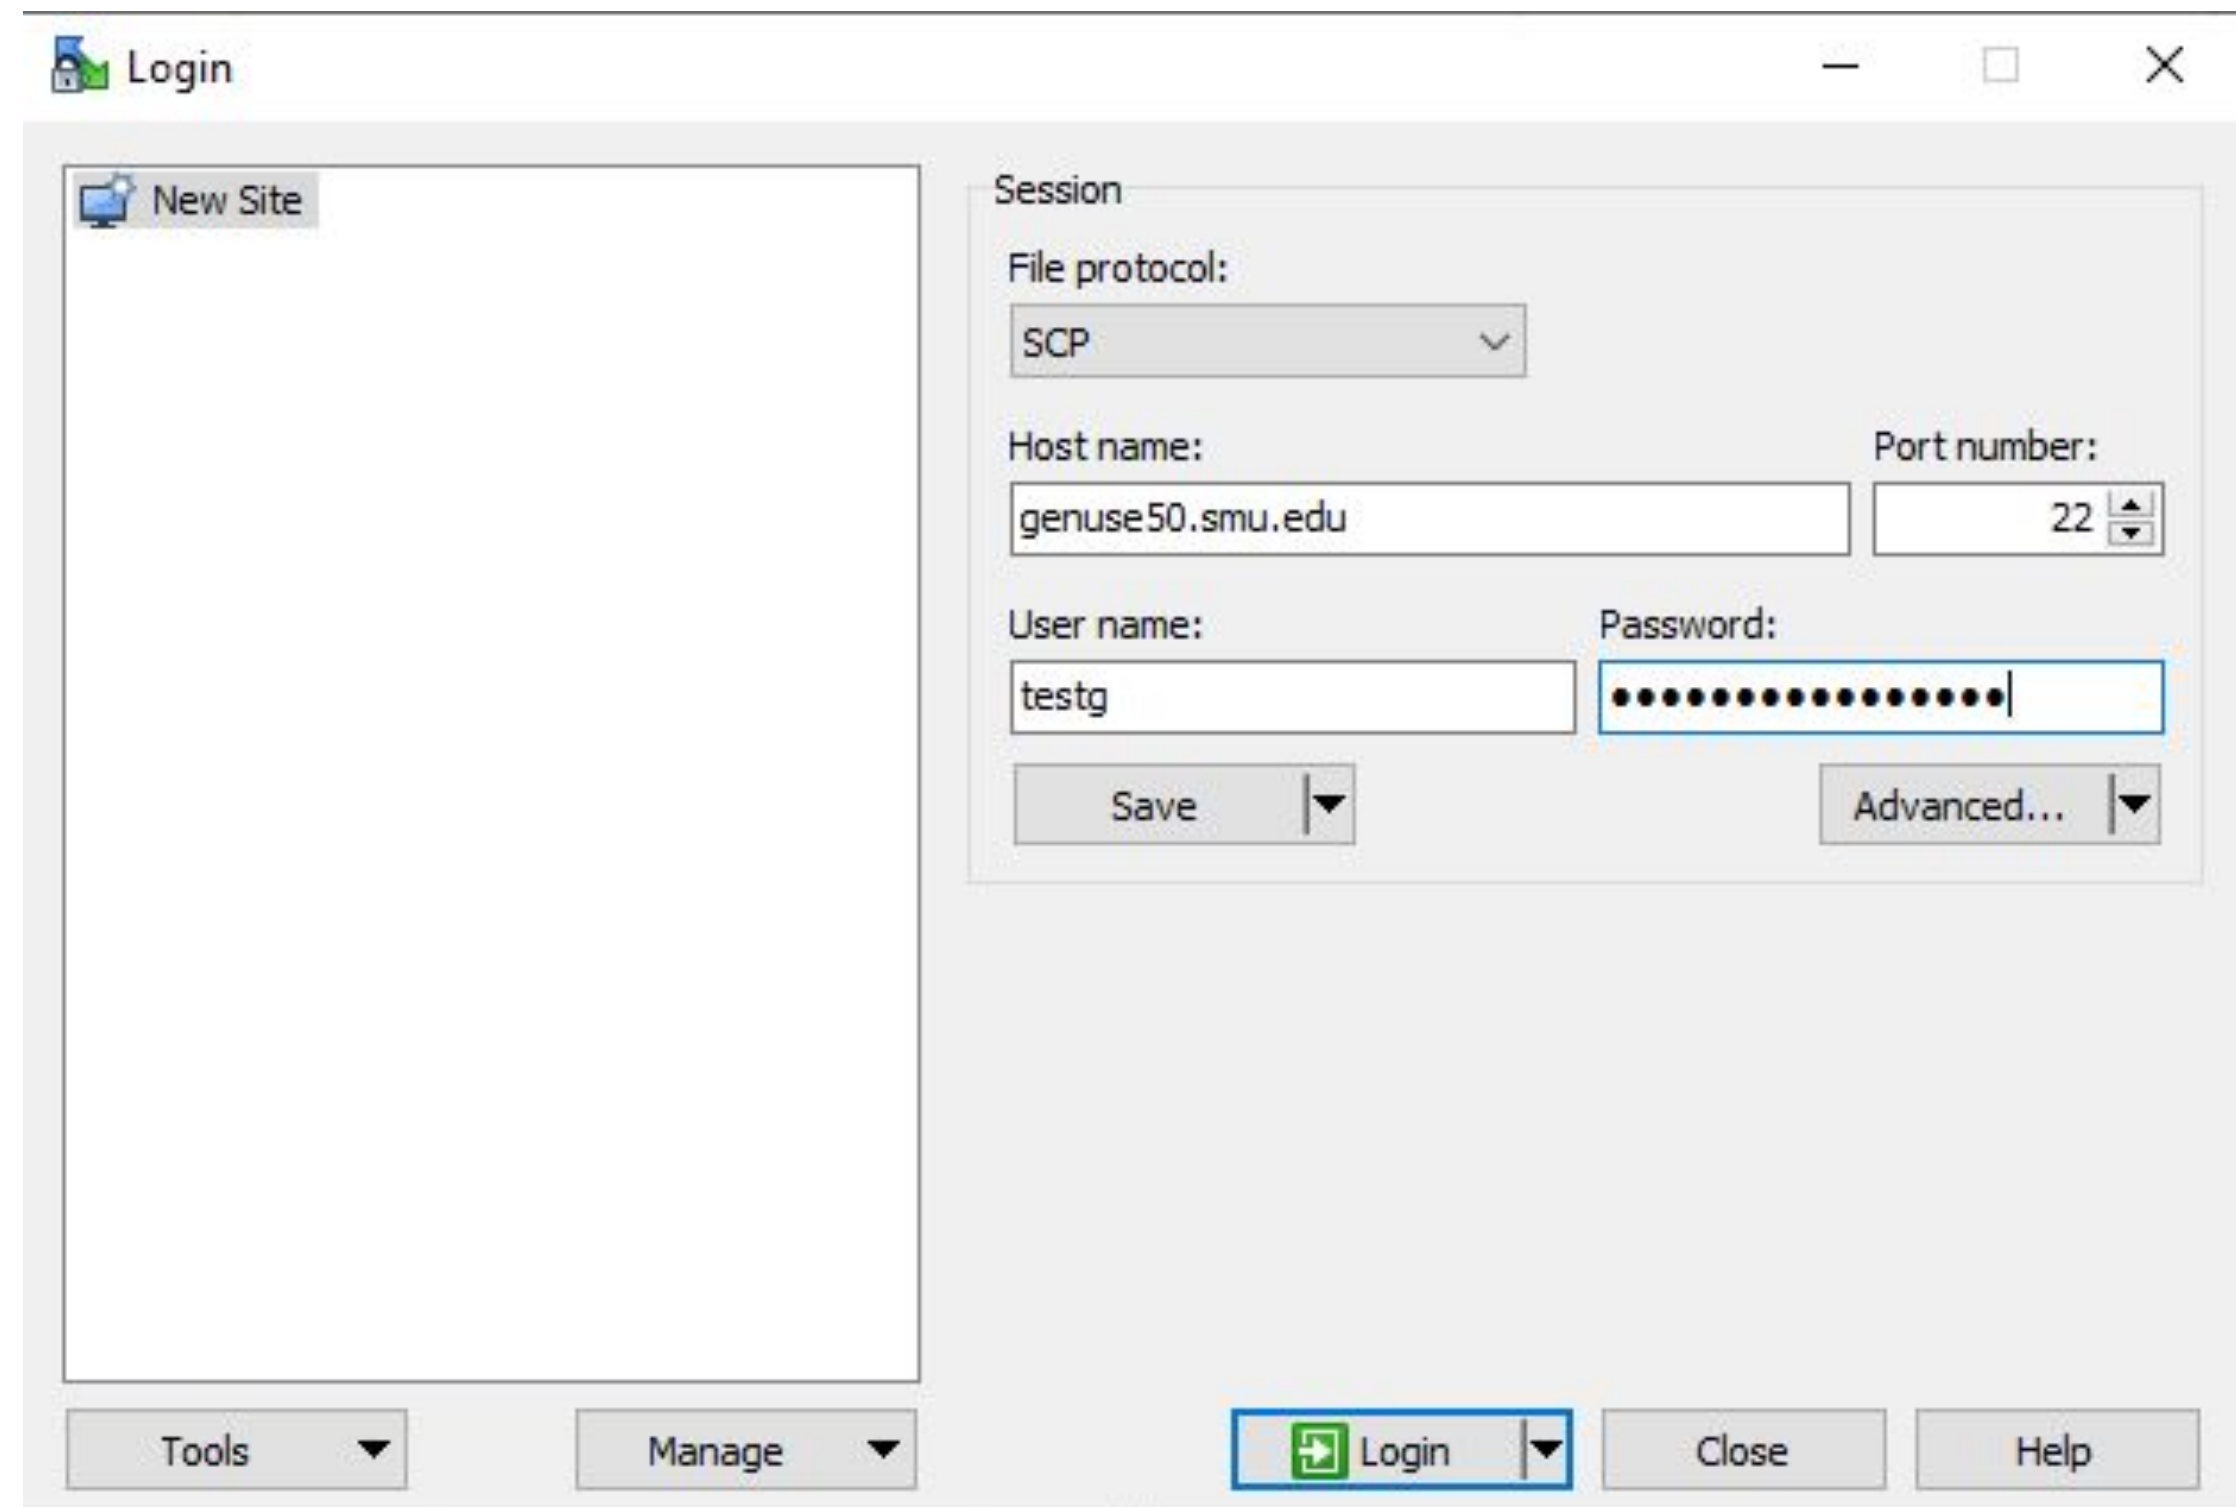 Login
New Site
Session
File protocol:
SCP
Host name:
Port number:
genuse50.smu.edu
22
User name:
Password:
testg
••••••••••••••••
Save
Advanced...
Tools
Manage
Login
Close
Help